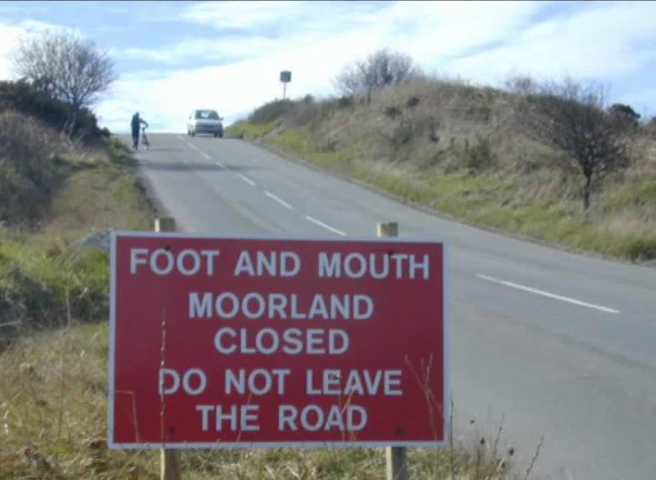 FOOT AND MOUTH
MOORLAND
CLOSED
DO NOT LEAVE
THE ROAD